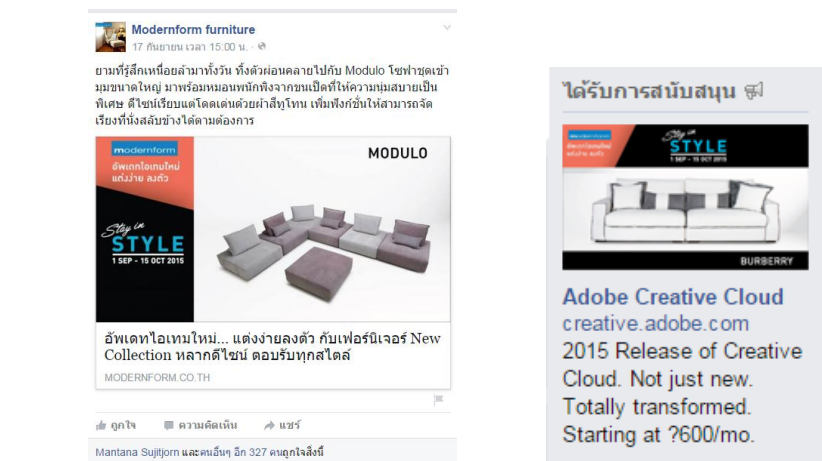 Modernform furniture
17 กันยายน เวลา 15:00 น. ·
ยามที่รู้สึกเหนื่อยล้ามาทั้งวัน ทิ้งตัวผ่อนคลายไปกับ Modulo โซฟาชุดเข้า
มุมขนาดใหญ่ มาพร้อมหมอนพนักพิงจากขนเป็ดที่ให้ความนุ่มสบายเป็น
พิเศษ ดีไซน์เรียบแต่โดดเด่นด้วยผ้าสีทูโทน เพิ่มฟังก์ชั่นให้สามารถจัด
เรียงที่นั่งสลับข้างได้ตามต้องการ
modernform
อัพเดทไอเทมใหม่
แต่งง่าย ลงตัว
MODULO
Stay in
STYLE
1 SEP - 15 OCT 2015
อัพเดทไอเทมใหม่... แต่งง่ายลงตัว กับเฟอร์นิเจอร์ New
Collection หลากดีไซน์ ตอบรับทุกสไตล์
MODERNFORM.CO.TH
ถูกใจ ความคิดเห็น แชร์
Mantana Sujitjorn และคนอื่นๆ อีก 327 คนถูกใจสิ่งนี้
ได้รับการสนับสนุน
modernform
Stay in
STYLE
1 SEP - 15 OCT 2015
BURBERRY
Adobe Creative Cloud
creative.adobe.com
2015 Release of Creative
Cloud. Not just new.
Totally transformed.
Starting at ?600/mo.